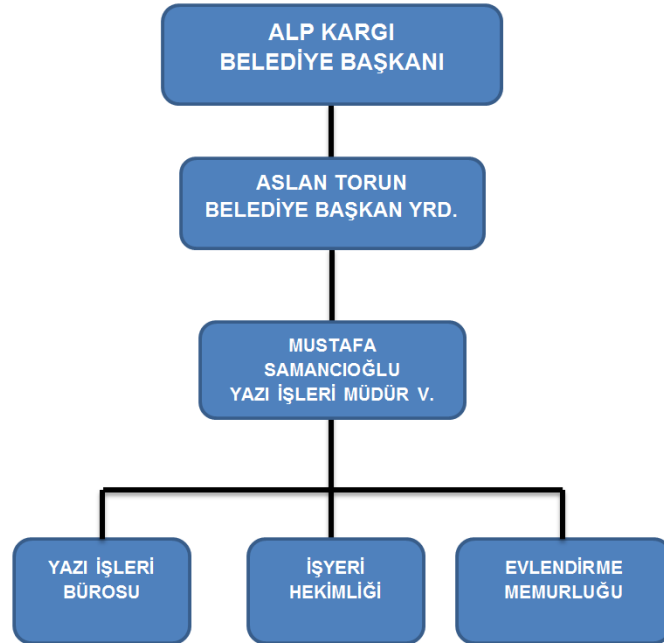 ALP KARGI
BELEDİYE BAŞKANI
ASLAN TORUN
BELEDİYE BAŞKAN YRD.
MUSTAFA
SAMANCIOĞLU
YAZI İŞLERİ MÜDÜR V.
YAZI İŞLERİ
BÜROSU
İŞYERİ
HEKİMLİĞİ
EVLENDİRME
MEMURLUĞU